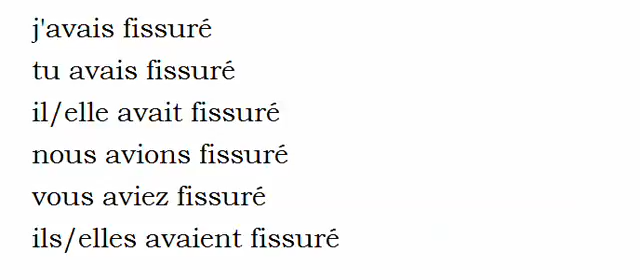 j'avais fissuré
tu avais fissuré
il/elle avait fissuré
nous avions fissuré
vous aviez fissuré
ils/elles avaient fissuré